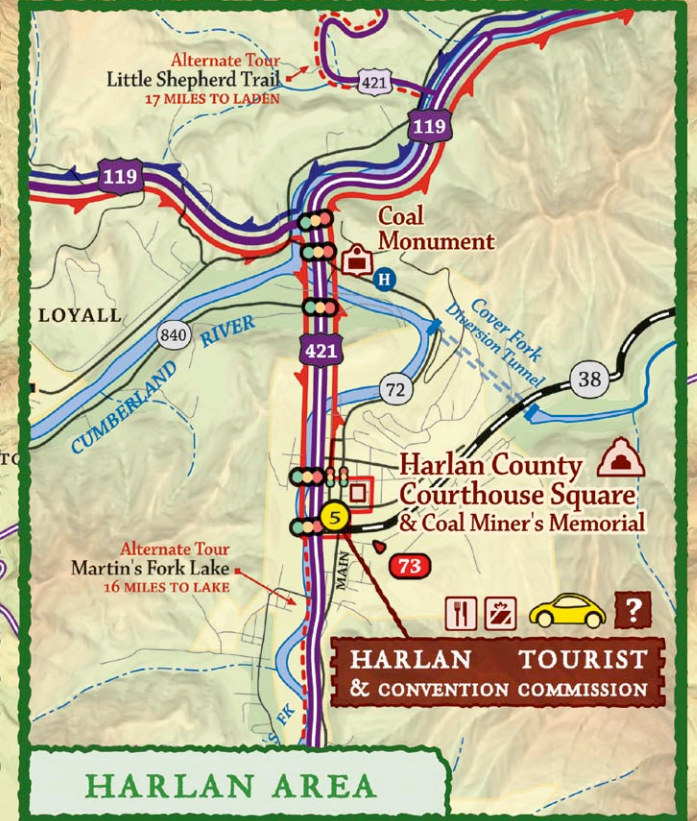 Alternate Tour
Little Shepherd Trail
17 MILES TO LADEN
421
119
119
Coal
Monument
H
LOYALL
840
CUMBERLAND RIVER
421
72
Cover Fork
Diversion Tunnel
38
Harlan County
Courthouse Square
& Coal Miner's Memorial
5
73
MAIN
Alternate Tour
Martin's Fork Lake
16 MILES TO LAKE
?
HARLAN TOURIST
& CONVENTION COMMISSION
'S FK
HARLAN AREA